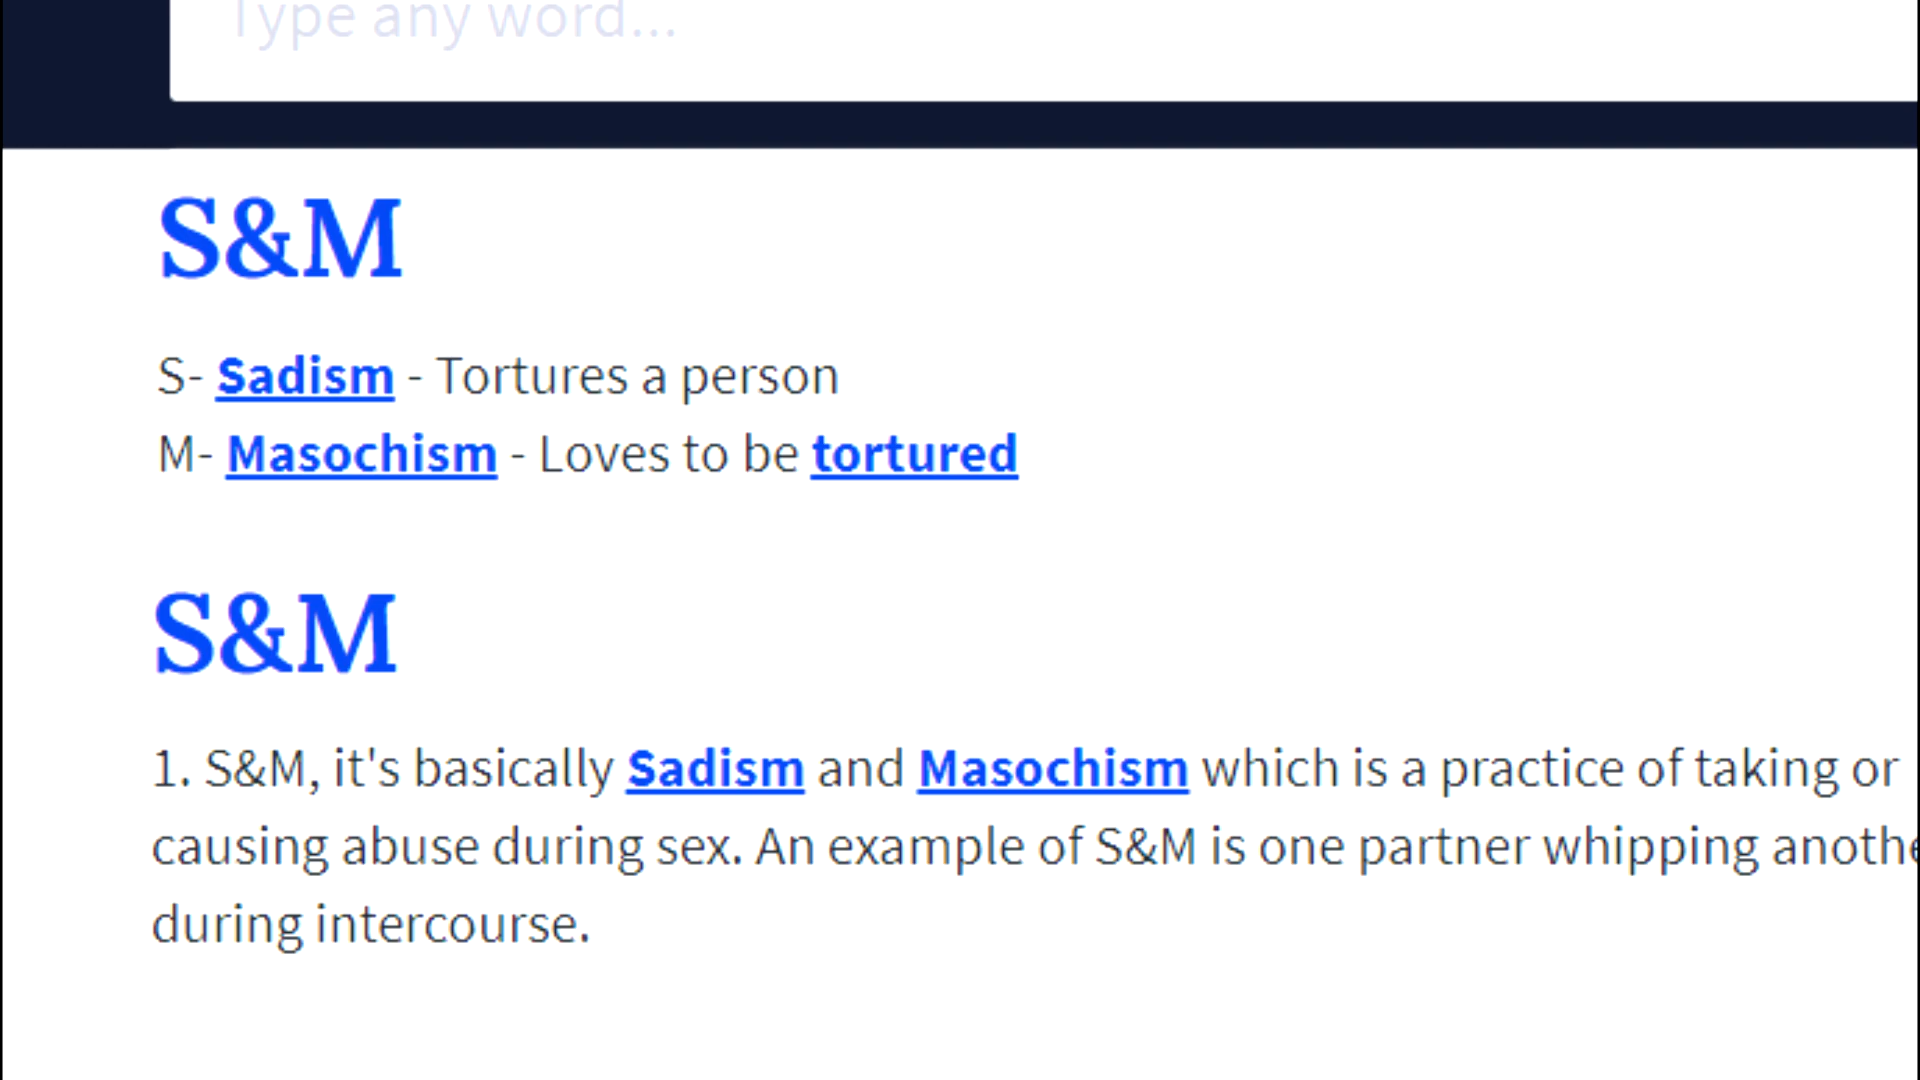 Type any word...
S&M
S- Sadism - Tortures a person
M- Masochism - Loves to be tortured
S&M
1. S&M, it's basically Sadism and Masochism which is a practice of taking or
causing abuse during sex. An example of S&M is one partner whipping
during intercourse.